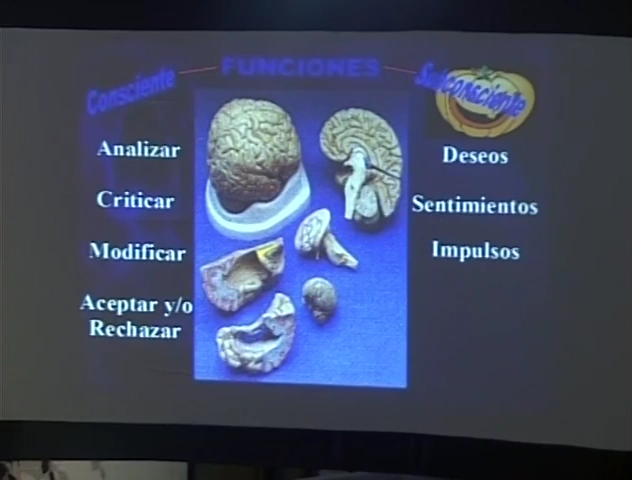 FUNCIONES
Consciente
Analizar
Criticar
Modificar
Aceptar y/o
Rechazar
Subconsciente
Deseos
Sentimientos
Impulsos